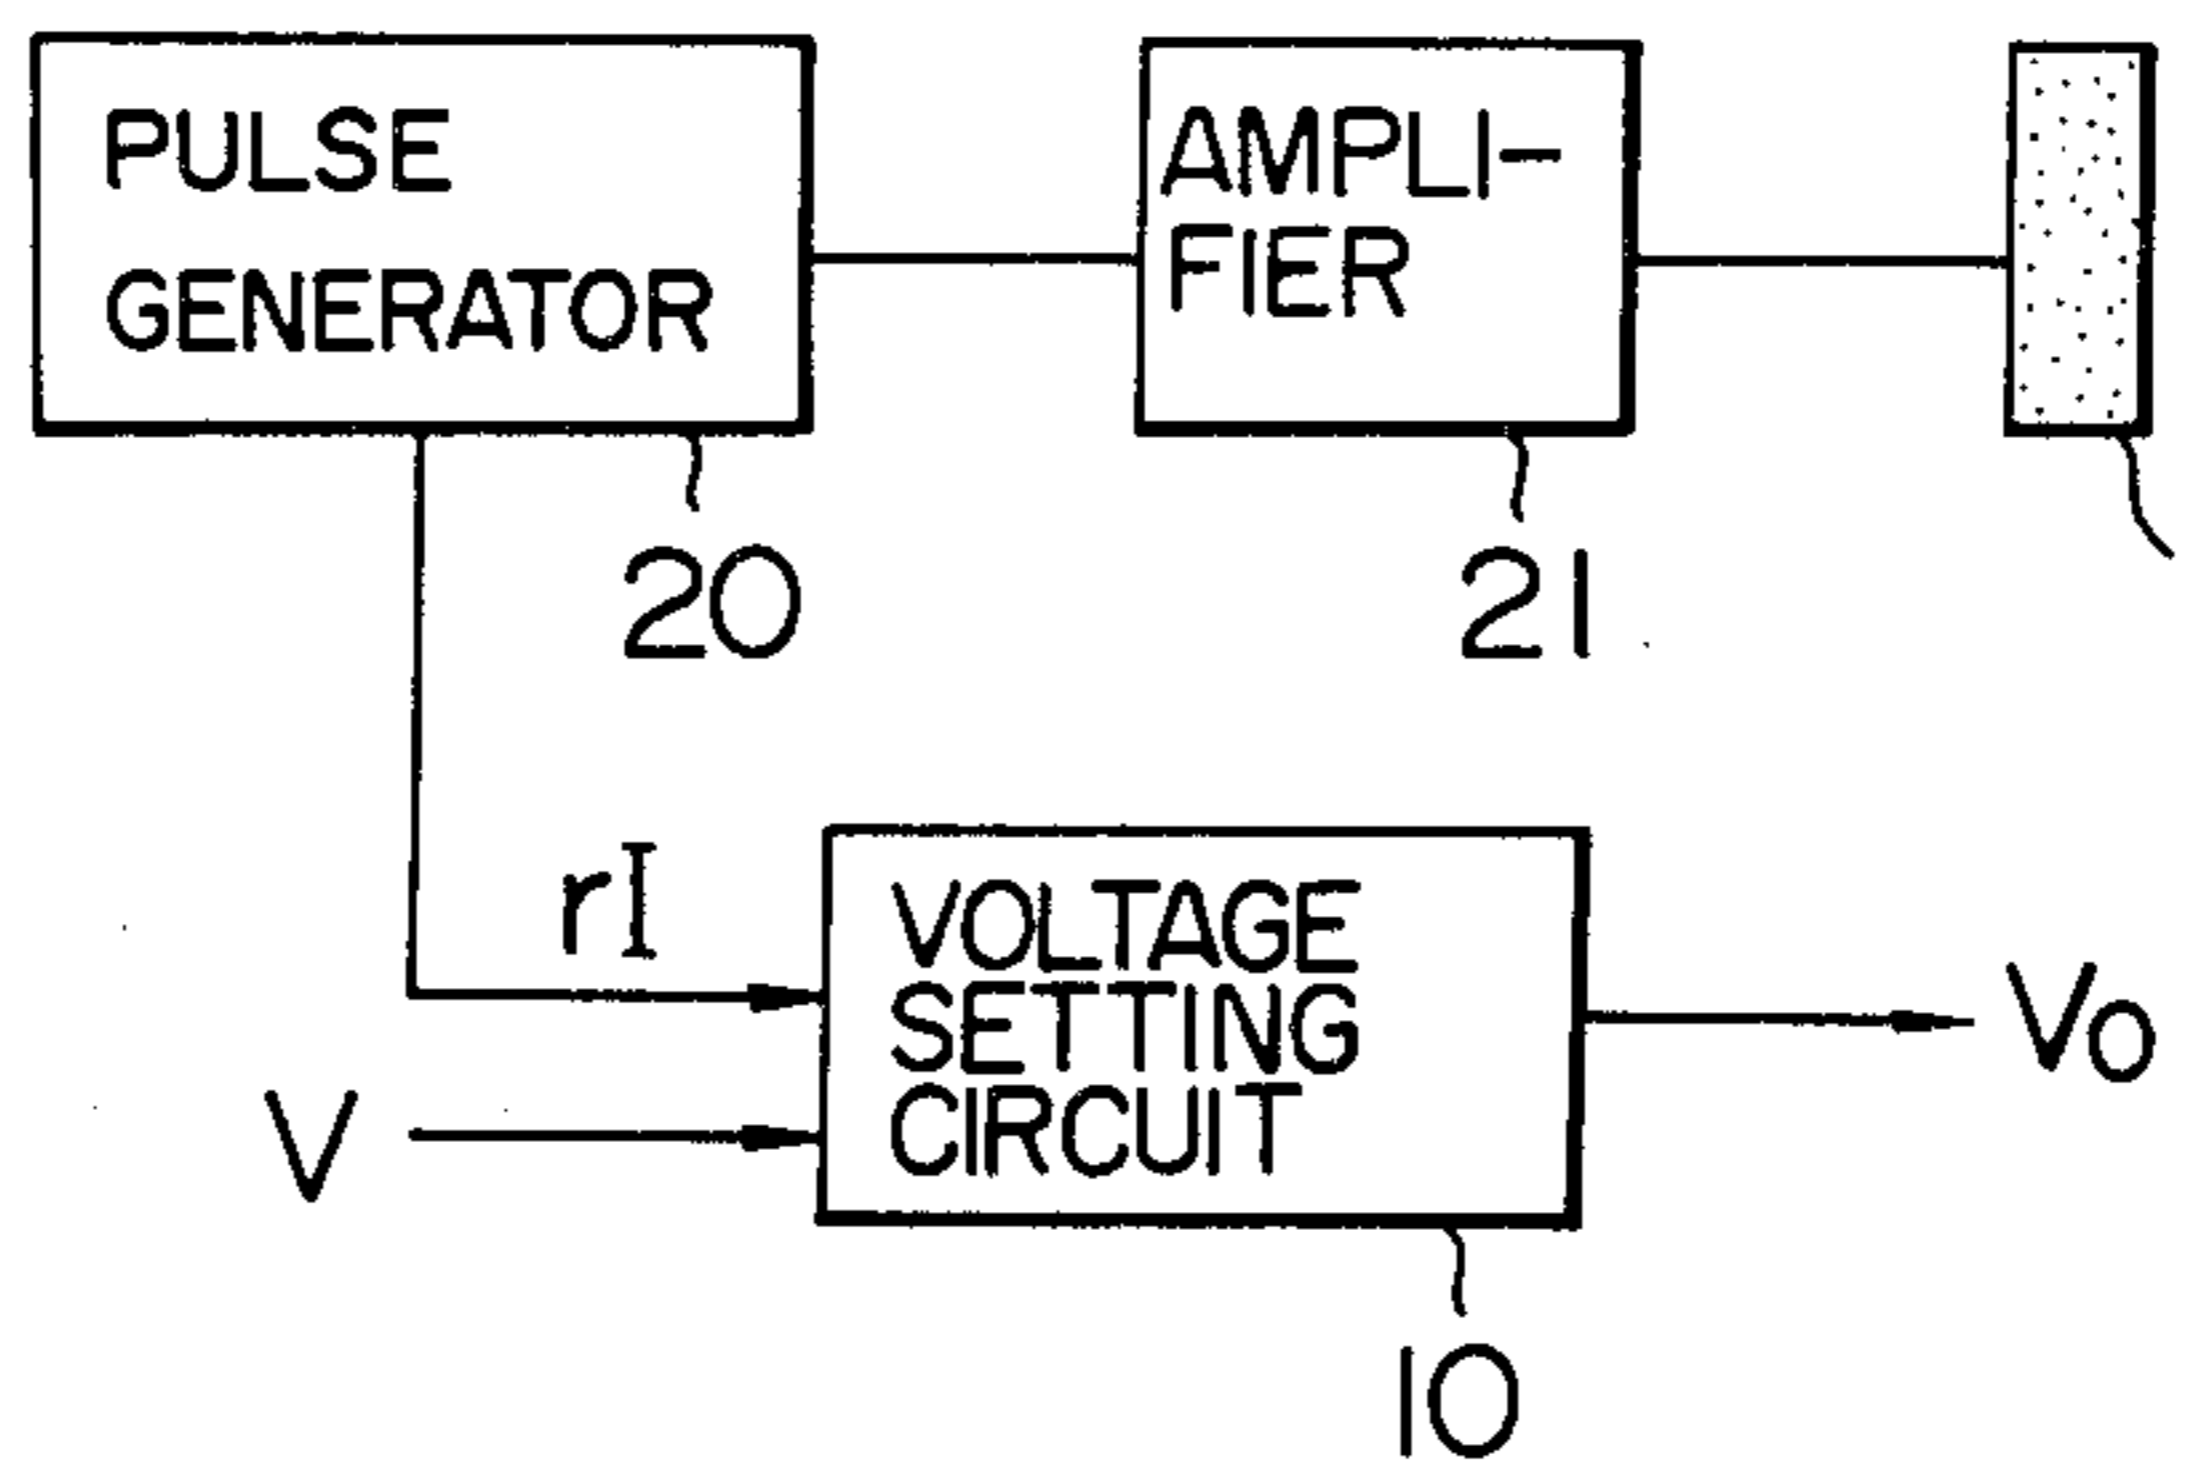 PULSE
GENERATOR
AMPLI-
FIER
20
21
rI
VOLTAGE
SETTING
CIRCUIT
V
Vo
10